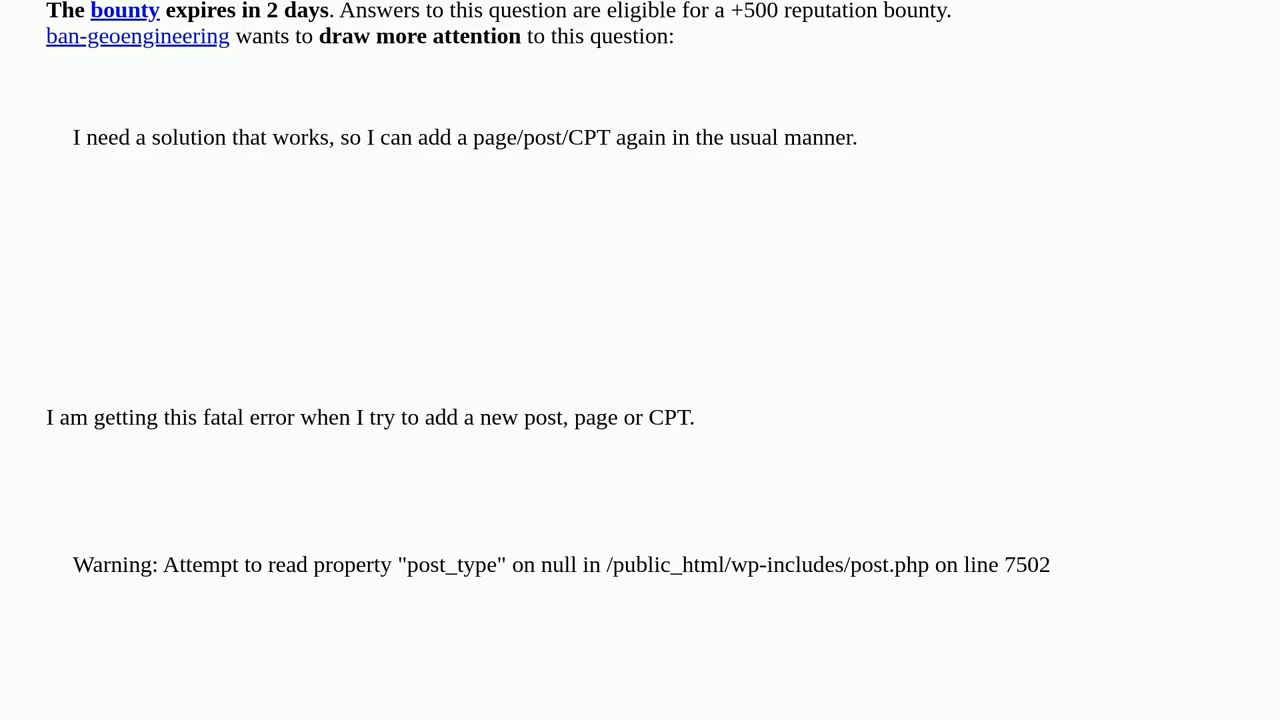 The bounty expires in 2 days. Answers to this question are eligible for a +500 reputation bounty.
ban-geoengineering wants to draw more attention to this question:
I need a solution that works, so I can add a page/post/CPT again in the usual manner.
I am getting this fatal error when I try to add a new post, page or CPT.
Warning: Attempt to read property "post_type" on null in /public_html/wp-includes/post.php on line 7502